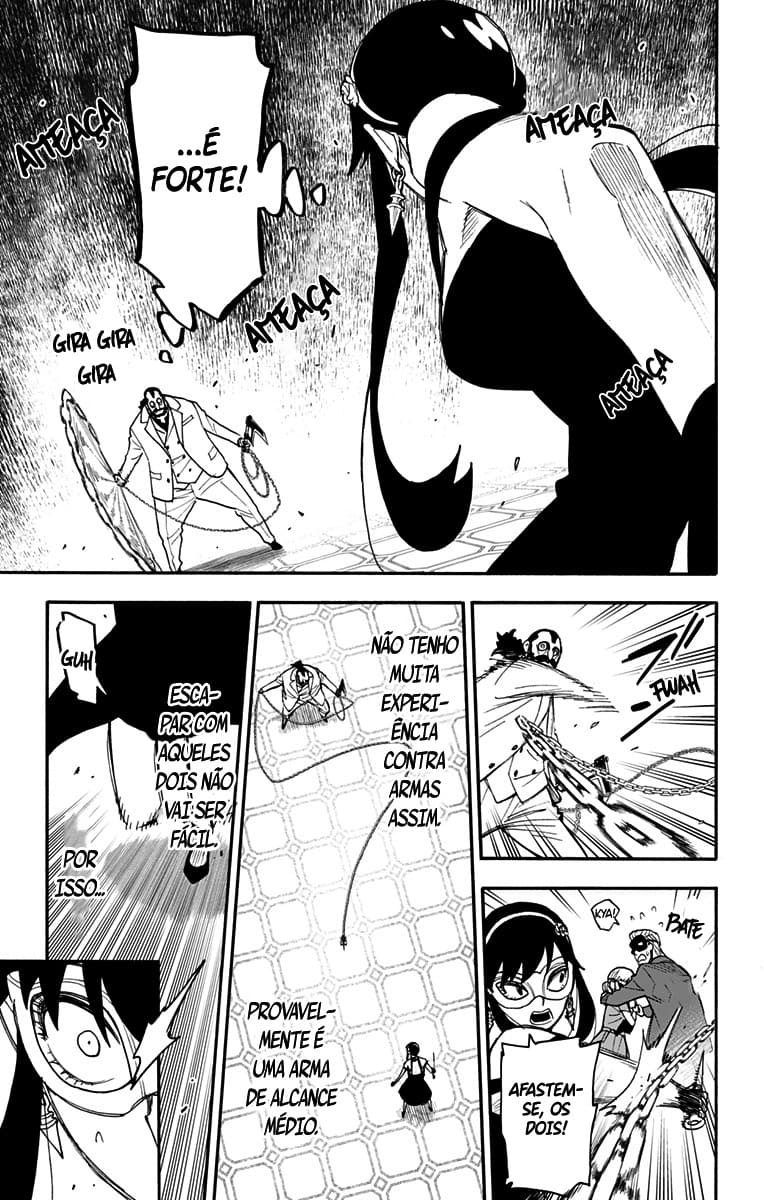 ...É
FORTE!
AMEAÇA
AMEAÇA
AMEAÇA
AMEAÇA
GIRA GIRA
GIRA
FWAH
KYA!
BATE
AFASTEM-
SE, OS
DOIS!
NÃO TENHO
MUITA
EXPERI-
ÊNCIA
CONTRA
ARMAS
ASSIM.
PROVAVEL-
MENTE É
UMA ARMA
DE ALCANCE
MÉDIO.
GUH
ESCA-
PAR COM
AQUELES
DOIS NÃO
VAI SER
FÁCIL.
POR
ISSO...